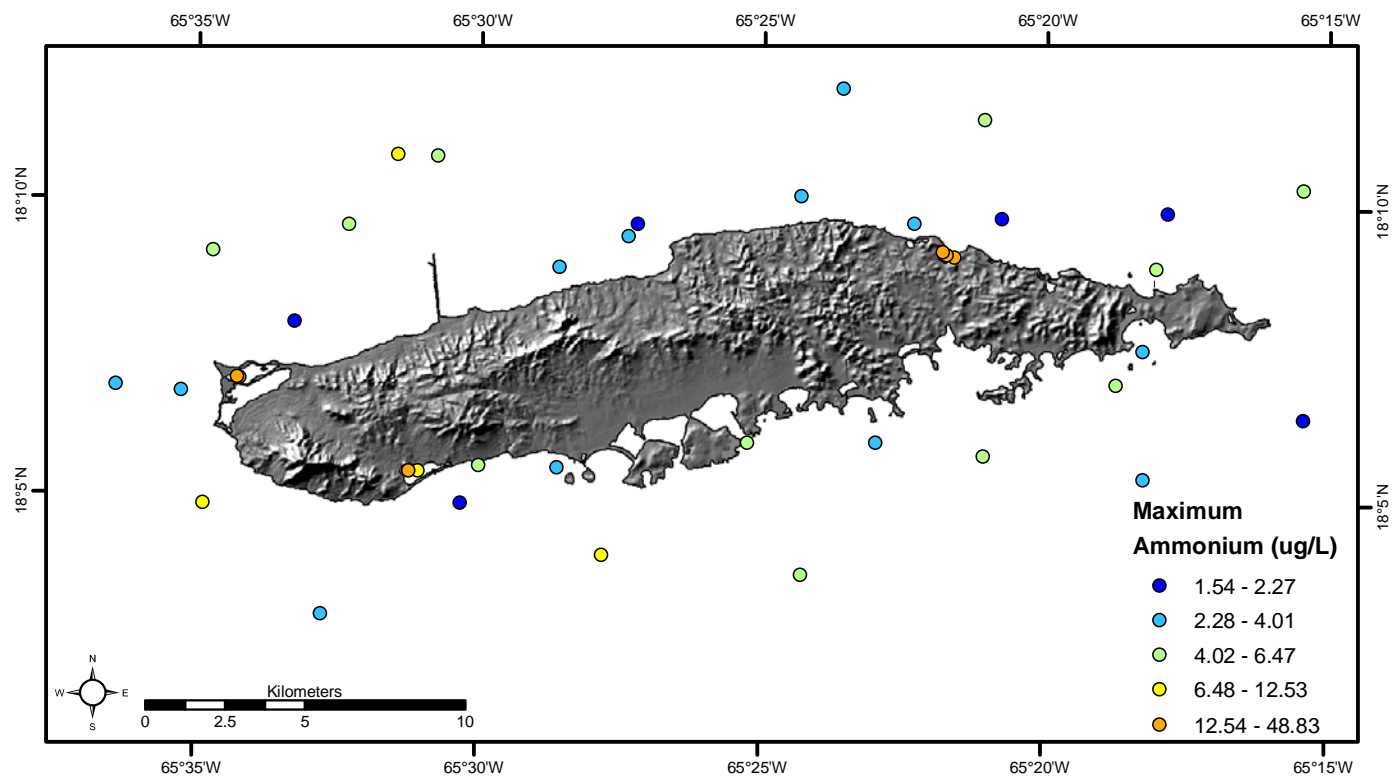 65°35'W 65°30'W 65°25'W 65°20'W 65°15'W
18°10'N 18°10'N
18°5'N 18°5'N
Maximum
Ammonium (ug/L)
1.54 - 2.27
2.28 - 4.01
4.02 - 6.47
6.48 - 12.53
12.54 - 48.83
N
W E
S
Kilometers
0 2.5 5 10
65°35'W 65°30'W 65°25'W 65°20'W 65°15'W